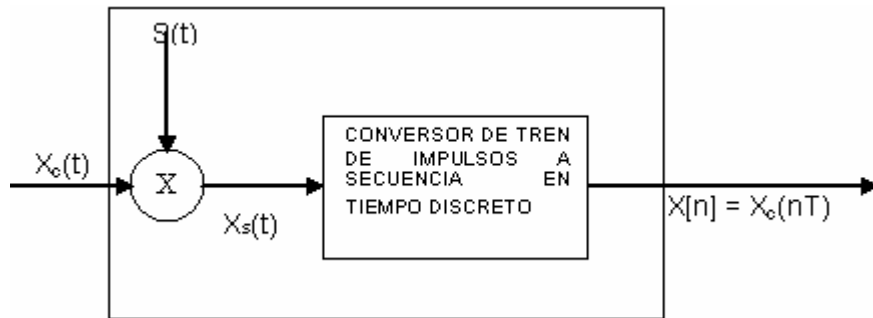 S(t)
CONVERSOR DE TREN
DE IMPULSOS A
SECUENCIA EN
TIEMPO DISCRETO
Xc(t)
X
Xs(t)
X[n] = Xc(nT)